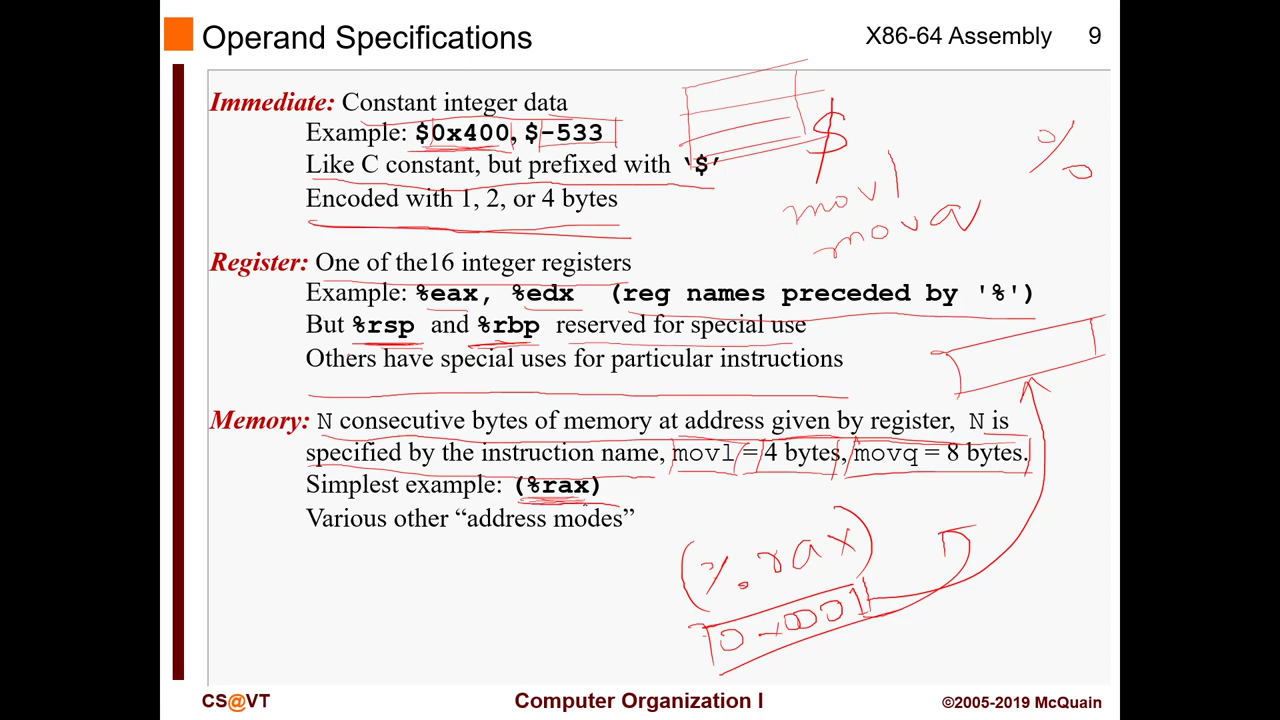 Operand Specifications
X86-64 Assembly 9
Immediate: Constant integer data
Example: $0x400, $-533
Like C constant, but prefixed with ‘$’
Encoded with 1, 2, or 4 bytes
$
%
movl
movq
Register: One of the16 integer registers
Example: %eax, %edx (reg names preceded by '%')
But %rsp and %rbp reserved for special use
Others have special uses for particular instructions
Memory: N consecutive bytes of memory at address given by register, N is
specified by the instruction name, movl = 4 bytes, movq = 8 bytes.
Simplest example: (%rax)
Various other “address modes”
(%rax)
0x0001
CS@VT Computer Organization I ©2005-2019 McQuain